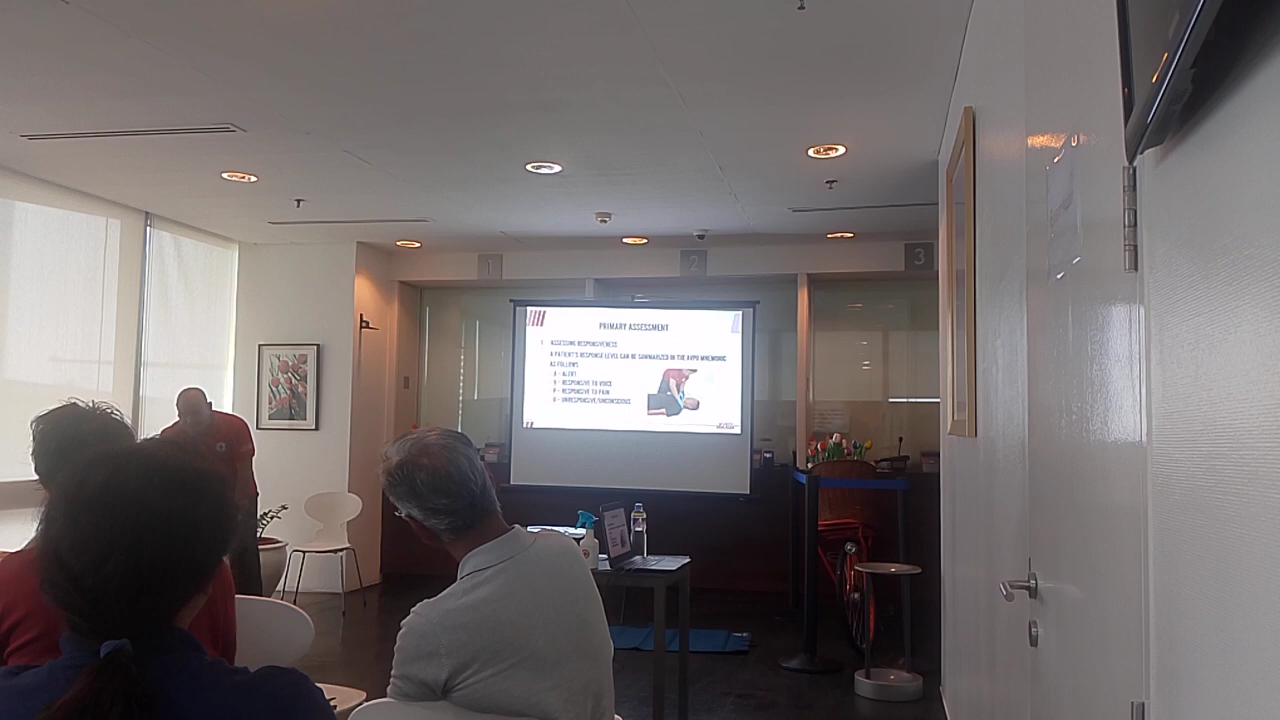 1
2
3
PRIMARY ASSESSMENT
1. ASSESSING RESPONSIVENESS
A PATIENT'S RESPONSE LEVEL CAN BE SUMMARIZED IN THE AVPU MNEMONIC
AS FOLLOWS
A - ALERT
V - RESPONSIVE TO VOICE
P - RESPONSIVE TO PAIN
U - UNRESPONSIVE/UNCONSCIOUS